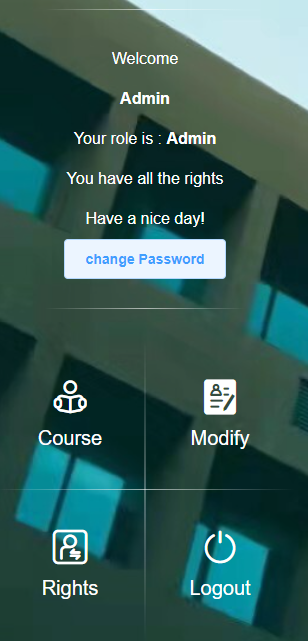 Welcome
Admin
Your role is : Admin
You have all the rights
Have a nice day!
change Password
Course
Modify
Rights
Logout